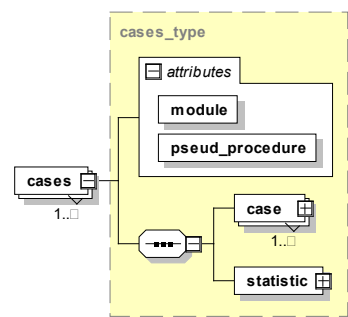 cases_type
attributes
module
pseud_procedure
cases
1..□
case
1..□
statistic